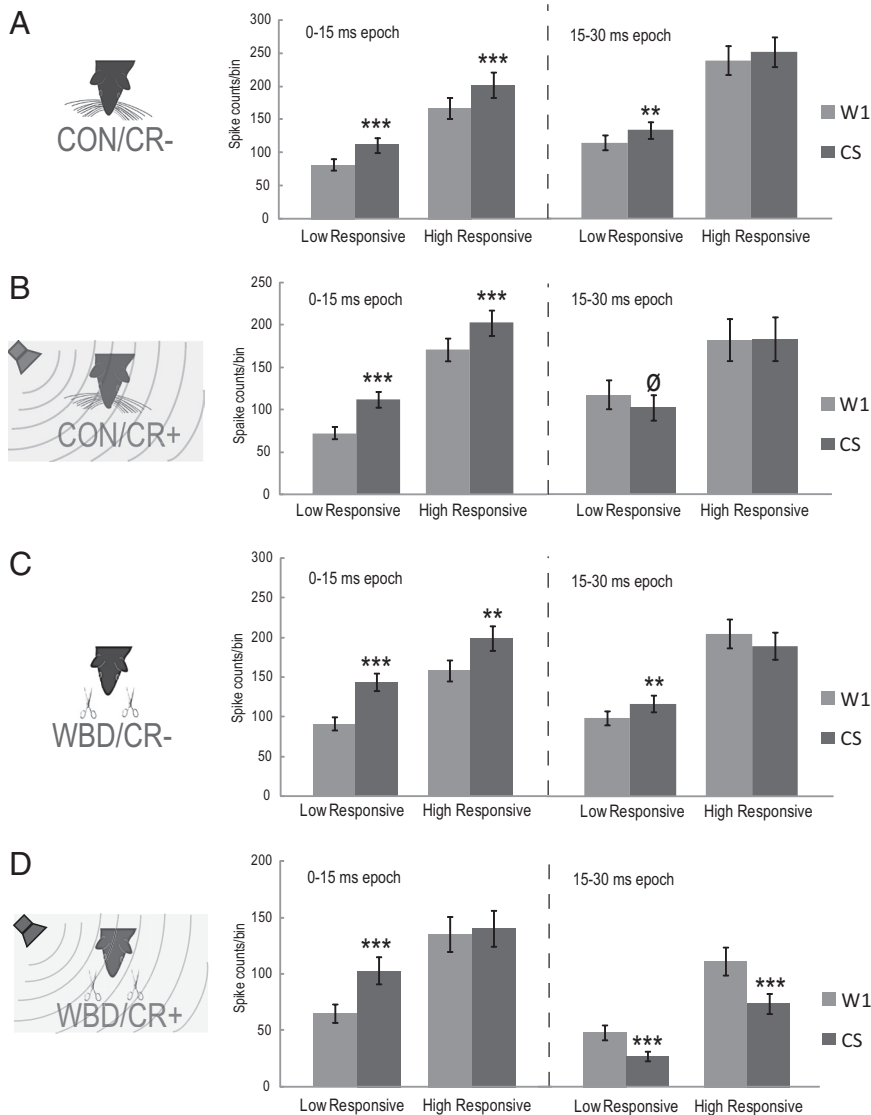 A
CON/CR-
Spike counts/bin
300
250
200
150
100
50
0
0-15 ms epoch
15-30 ms epoch
***
***
**
Low Responsive
High Responsive
Low Responsive
High Responsive
W1
CS
B
CON/CR+
Spaike counts/bin
250
200
150
100
50
0
0-15 ms epoch
15-30 ms epoch
***
***
Ø
Low Responsive
High Responsive
Low Responsive
High Responsive
W1
CS
C
WBD/CR-
Spike counts/bin
300
250
200
150
100
50
0
0-15 ms epoch
15-30 ms epoch
***
**
**
Low Responsive
High Responsive
Low Responsive
High Responsive
W1
CS
D
WBD/CR+
Spike counts/bin
200
150
100
50
0
0-15 ms epoch
15-30 ms epoch
***
***
***
Low Responsive
High Responsive
Low Responsive
High Responsive
W1
CS